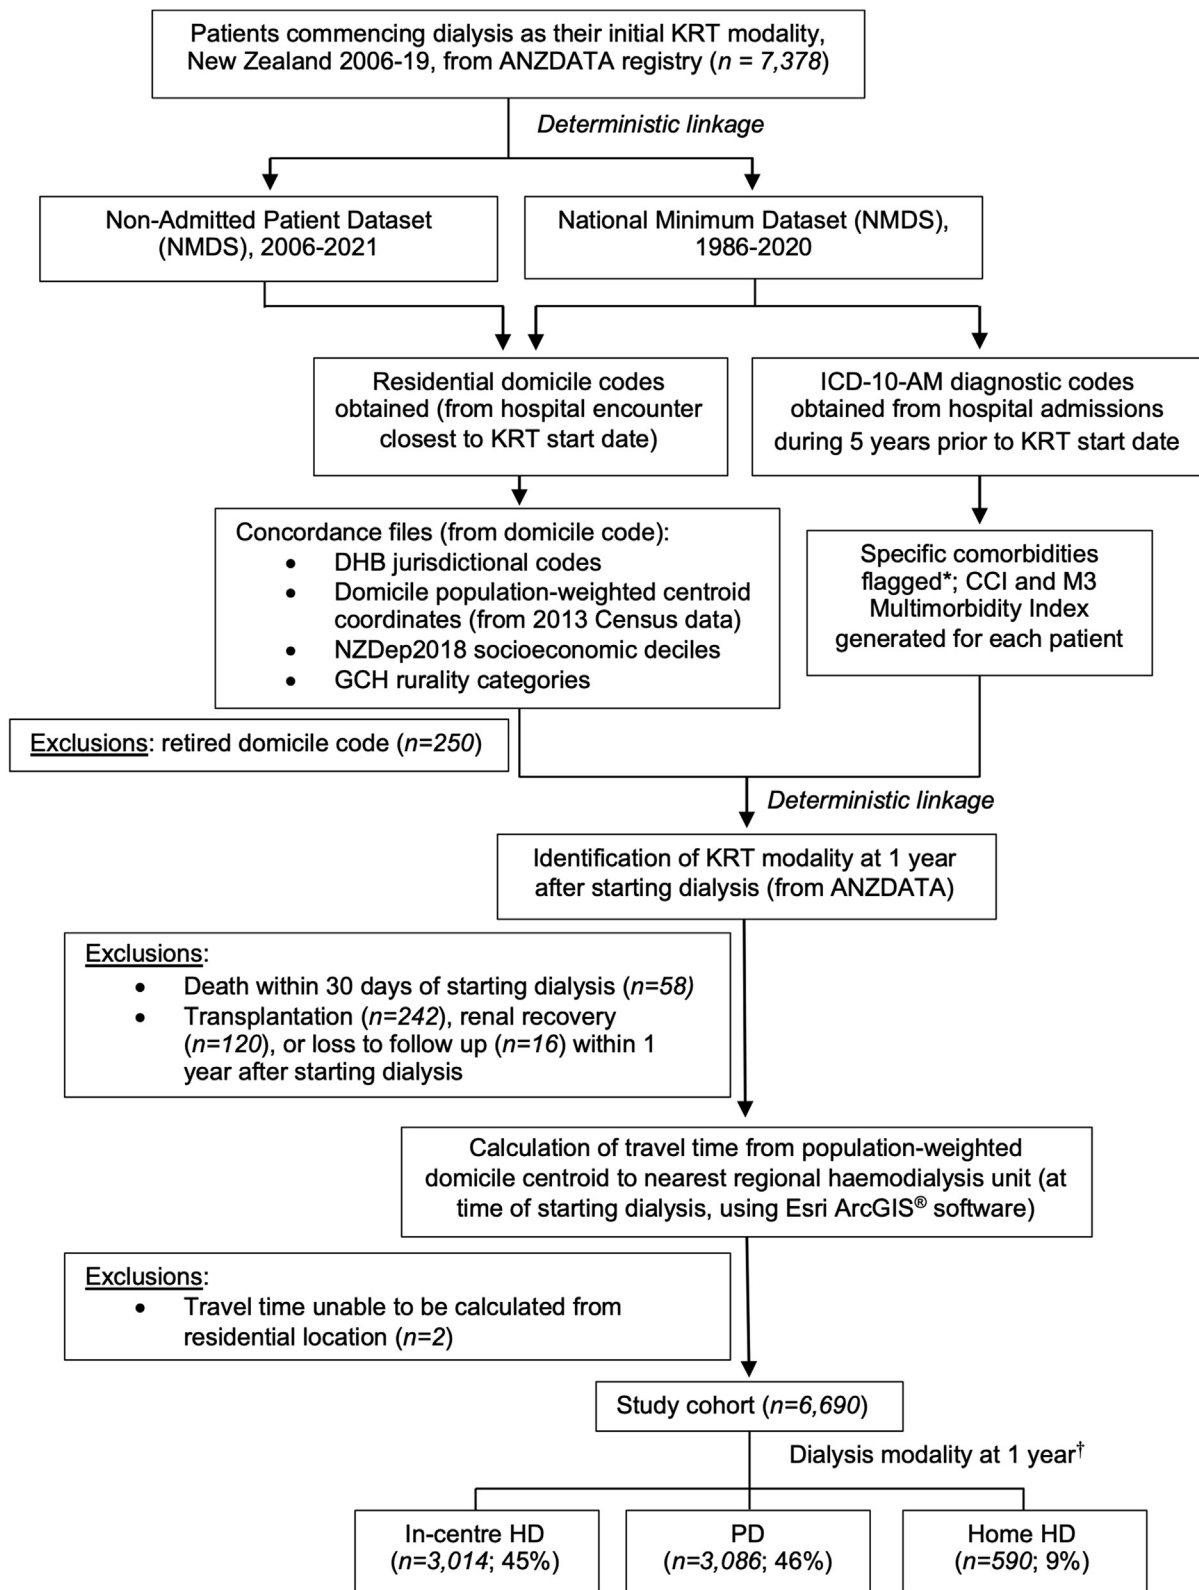 Patients commencing dialysis as their initial KRT modality,
New Zealand 2006-19, from ANZDATA registry (n = 7,378)
Deterministic linkage
Non-Admitted Patient Dataset
(NMDS), 2006-2021
National Minimum Dataset (NMDS),
1986-2020
Residential domicile codes
obtained (from hospital encounter
closest to KRT start date)
ICD-10-AM diagnostic codes
obtained from hospital admissions
during 5 years prior to KRT start date
Concordance files (from domicile code):
• DHB jurisdictional codes
• Domicile population-weighted centroid
coordinates (from 2013 Census data)
• NZDep2018 socioeconomic deciles
• GCH rurality categories
Specific comorbidities
flagged*; CCI and M3
Multimorbidity Index
generated for each patient
Exclusions: retired domicile code (n=250)
Deterministic linkage
Identification of KRT modality at 1 year
after starting dialysis (from ANZDATA)
Exclusions:
• Death within 30 days of starting dialysis (n=58)
• Transplantation (n=242), renal recovery
(n=120), or loss to follow up (n=16) within 1
year after starting dialysis
Calculation of travel time from population-weighted
domicile centroid to nearest regional haemodialysis unit (at
time of starting dialysis, using Esri ArcGIS® software)
Exclusions:
• Travel time unable to be calculated from
residential location (n=2)
Study cohort (n=6,690)
Dialysis modality at 1 year†
In-centre HD
(n=3,014; 45%)
PD
(n=3,086; 46%)
Home HD
(n=590; 9%)